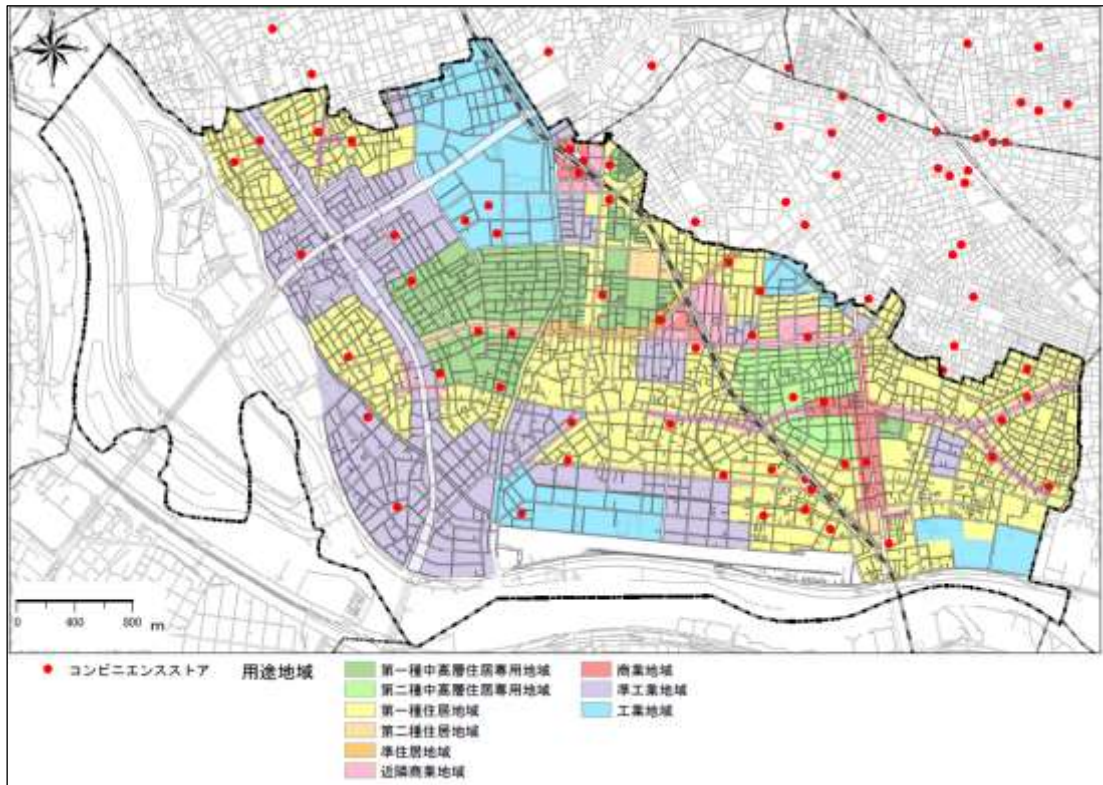 0 400 800 m
コンビニエンスストア
用途地域
第一種中高層住居専用地域
第二種中高層住居専用地域
第一種住居地域
第二種住居地域
準住居地域
近隣商業地域
商業地域
準工業地域
工業地域